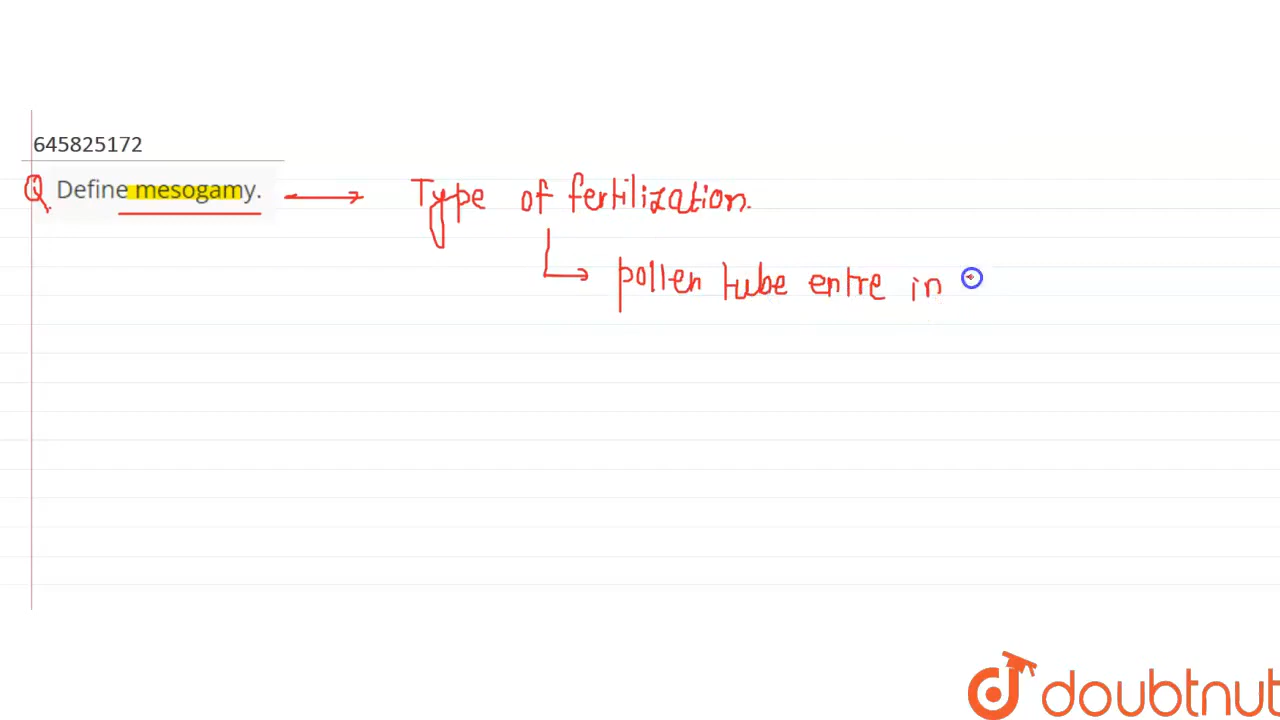 645825172
Q Define mesogamy. → Type of fertilization.
↳ pollen tube entre in
doubtnut